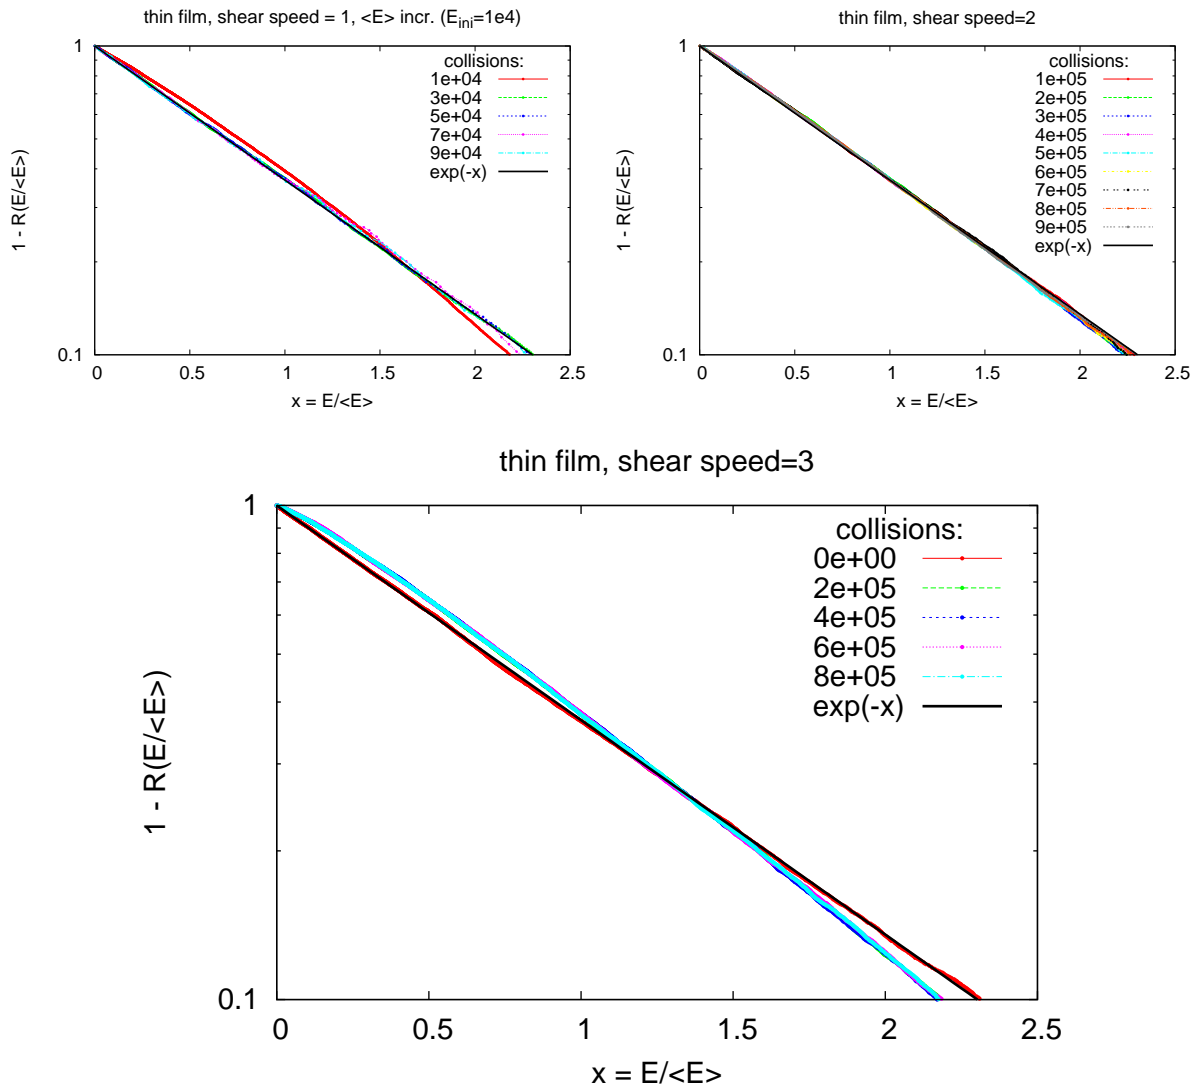 thin film, shear speed = 1, <E> incr. (Eini=1e4)
1
0.1
1 - R(E/<E>)
collisions:
1e+04
3e+04
5e+04
7e+04
9e+04
exp(-x)
0 0.5 1 1.5 2 2.5
x = E/<E>
thin film, shear speed=2
1
0.1
1 - R(E/<E>)
collisions:
1e+05
2e+05
3e+05
4e+05
5e+05
6e+05
7e+05
8e+05
9e+05
exp(-x)
0 0.5 1 1.5 2 2.5
x = E/<E>
thin film, shear speed=3
1
0.1
1 - R(E/<E>)
collisions:
0e+00
2e+05
4e+05
6e+05
8e+05
exp(-x)
0 0.5 1 1.5 2 2.5
x = E/<E>